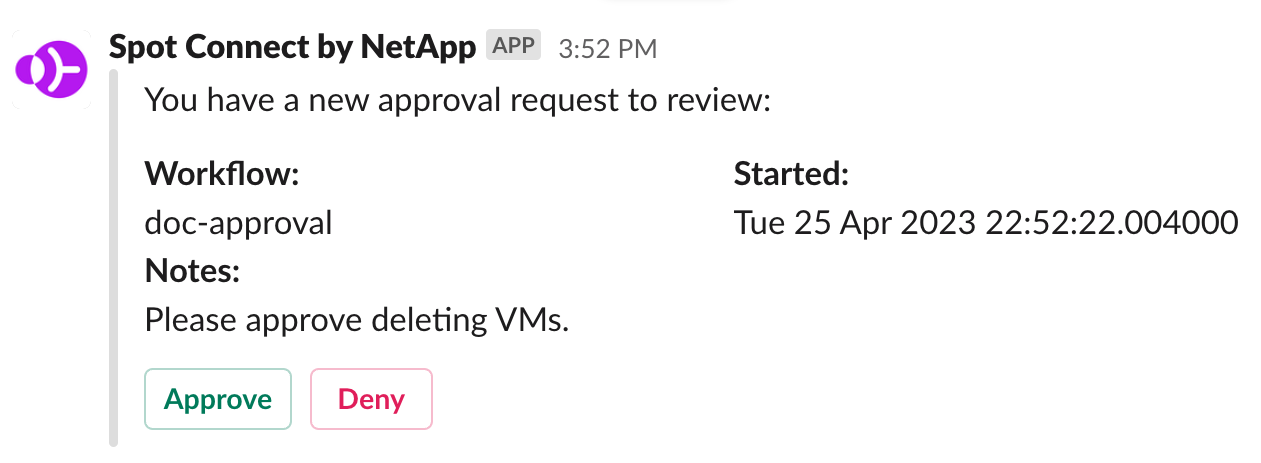 Spot Connect by NetApp APP 3:52 PM
You have a new approval request to review:
Workflow:
doc-approval
Started:
Tue 25 Apr 2023 22:52:22.004000
Notes:
Please approve deleting VMs.
Approve
Deny